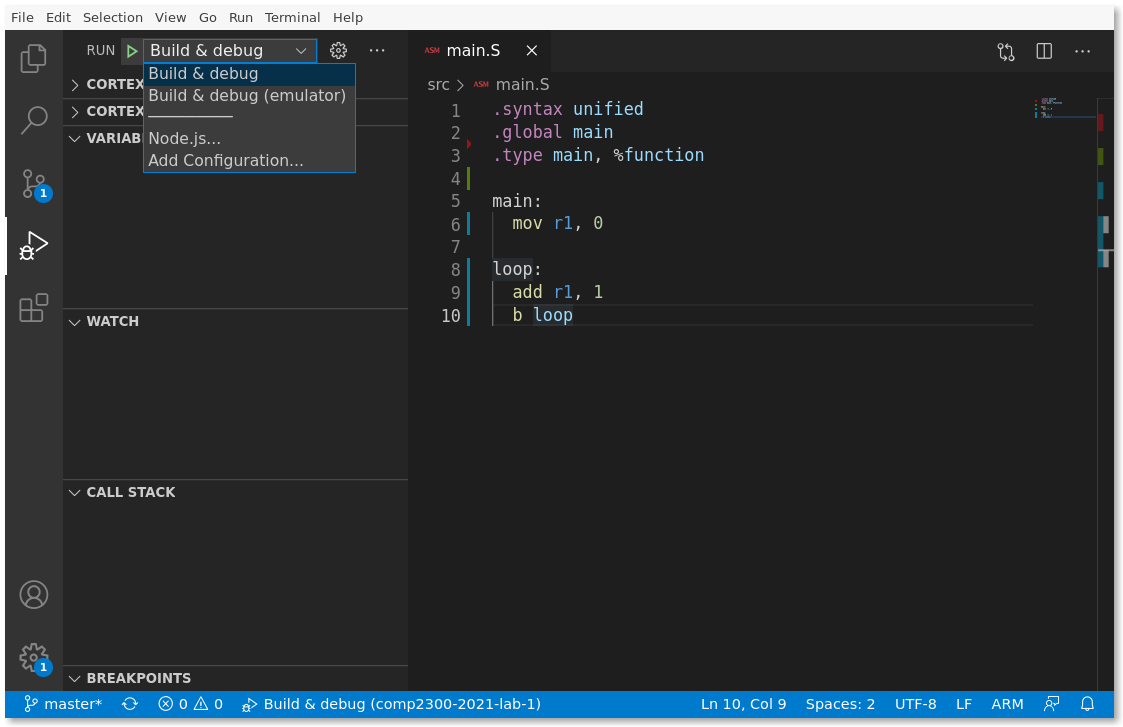 File Edit Selection View Go Run Terminal Help
RUN Build & debug
Build & debug
Build & debug (emulator)
Node.js...
Add Configuration...
CORTEX
CORTEX
VARIAB
WATCH
CALL STACK
BREAKPOINTS
ASM main.S
src > ASM main.S
1 .syntax unified
2 .global main
3 .type main, %function
4
5 main:
6 mov r1, 0
7
8 loop:
9 add r1, 1
10 b loop
1
1
master* 0 0 Build & debug (comp2300-2021-lab-1) Ln 10, Col 9 Spaces: 2 UTF-8 LF ARM